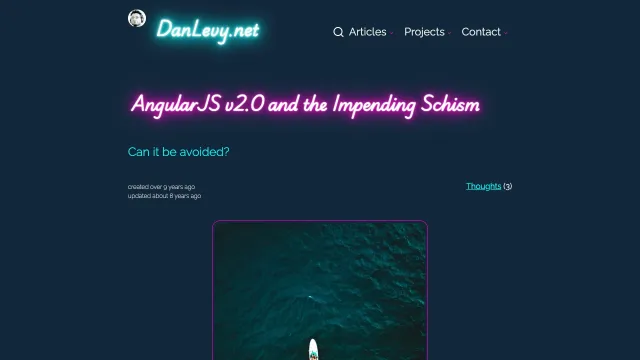 DanLevy.net
Articles
Projects
Contact
AngularJS v2.0 and the Impending Schism
Can it be avoided?
created over 9 years ago
Thoughts (3)
updated about 8 years ago